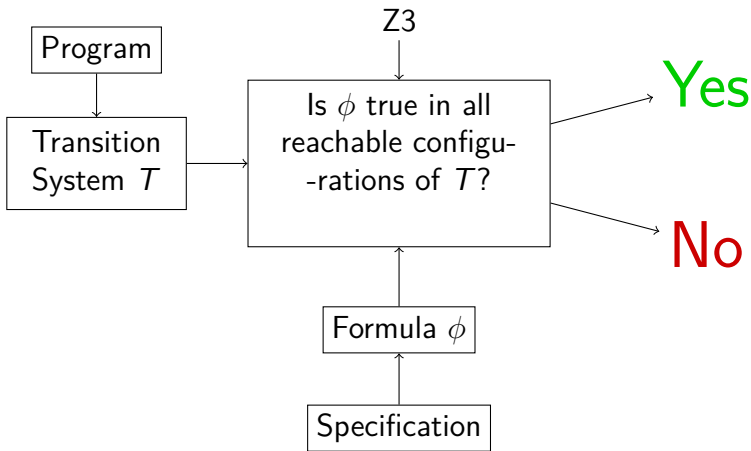 Z3
Program
Transition
System T
Is ϕ true in all
reachable configu-
-rations of T?
Yes
No
Formula ϕ
Specification